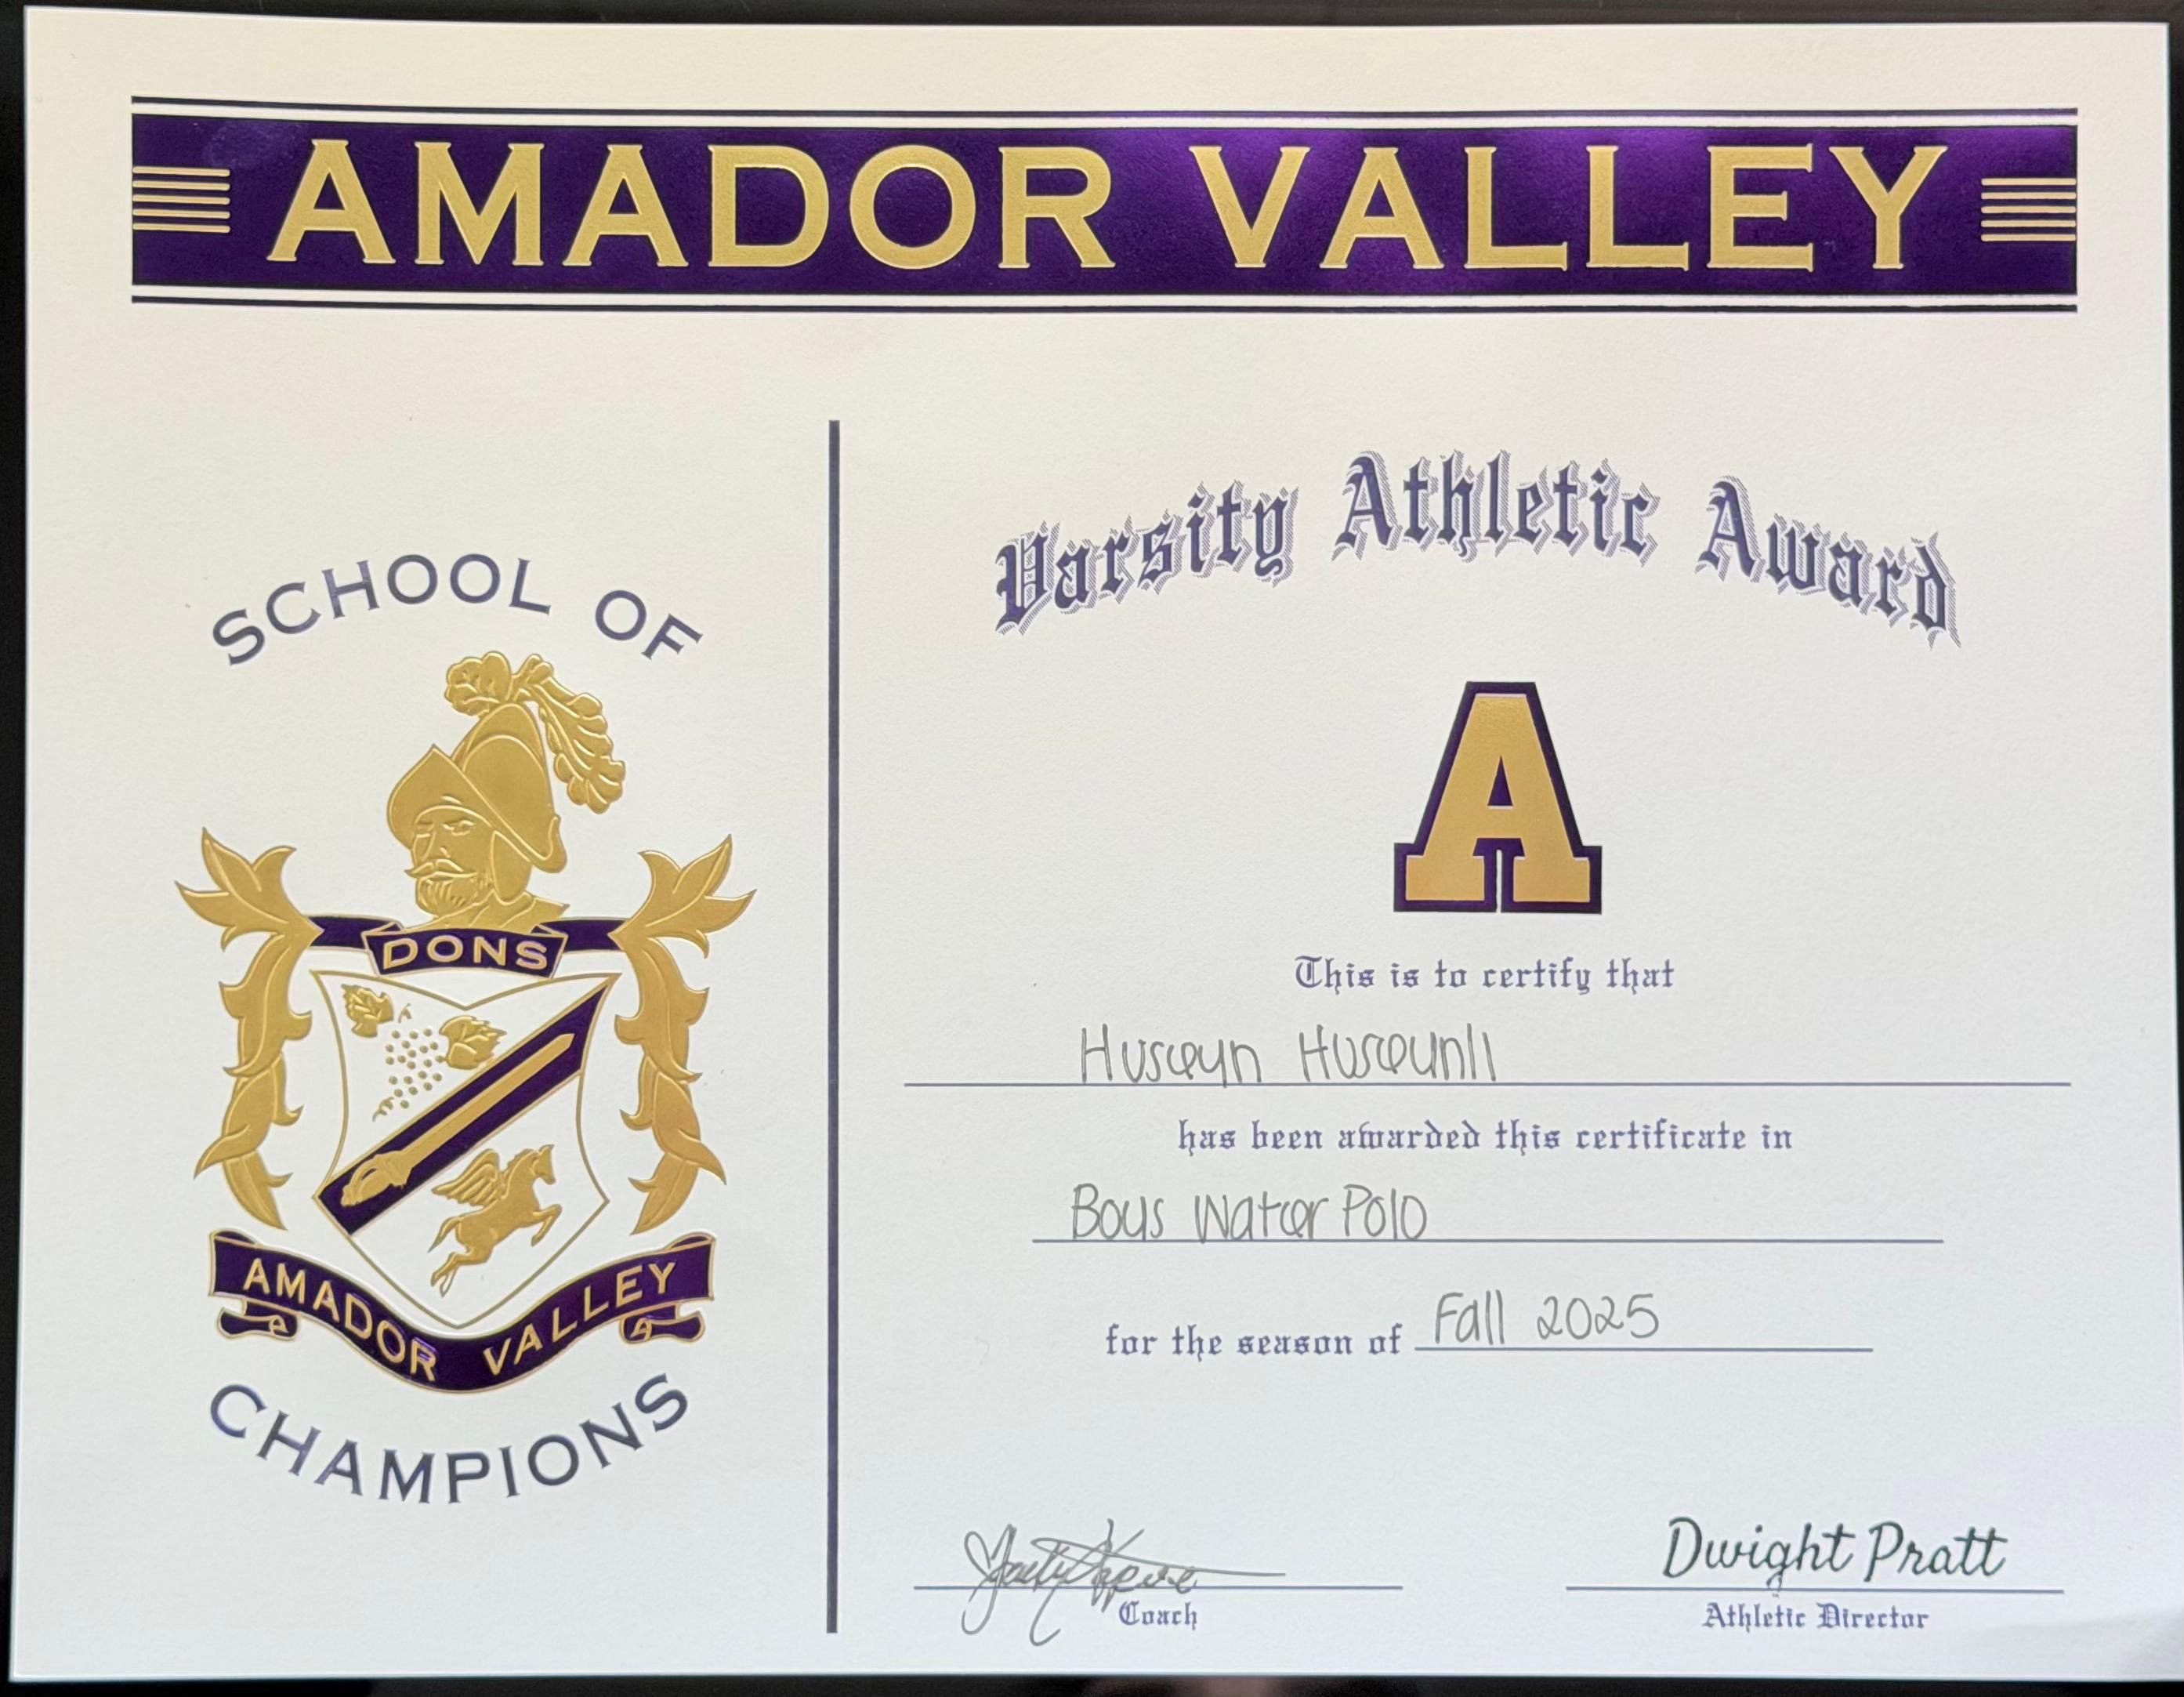 AMADOR VALLEY
SCHOOL OF
DONS
AMADOR VALLEY
CHAMPIONS
Varsity Athletic Award
A
This is to certify that
Huseyn Huseynli
has been awarded this certificate in
Boys Water Polo
for the season of Fall 2025
Coach
Dwight Pratt
Athletic Director